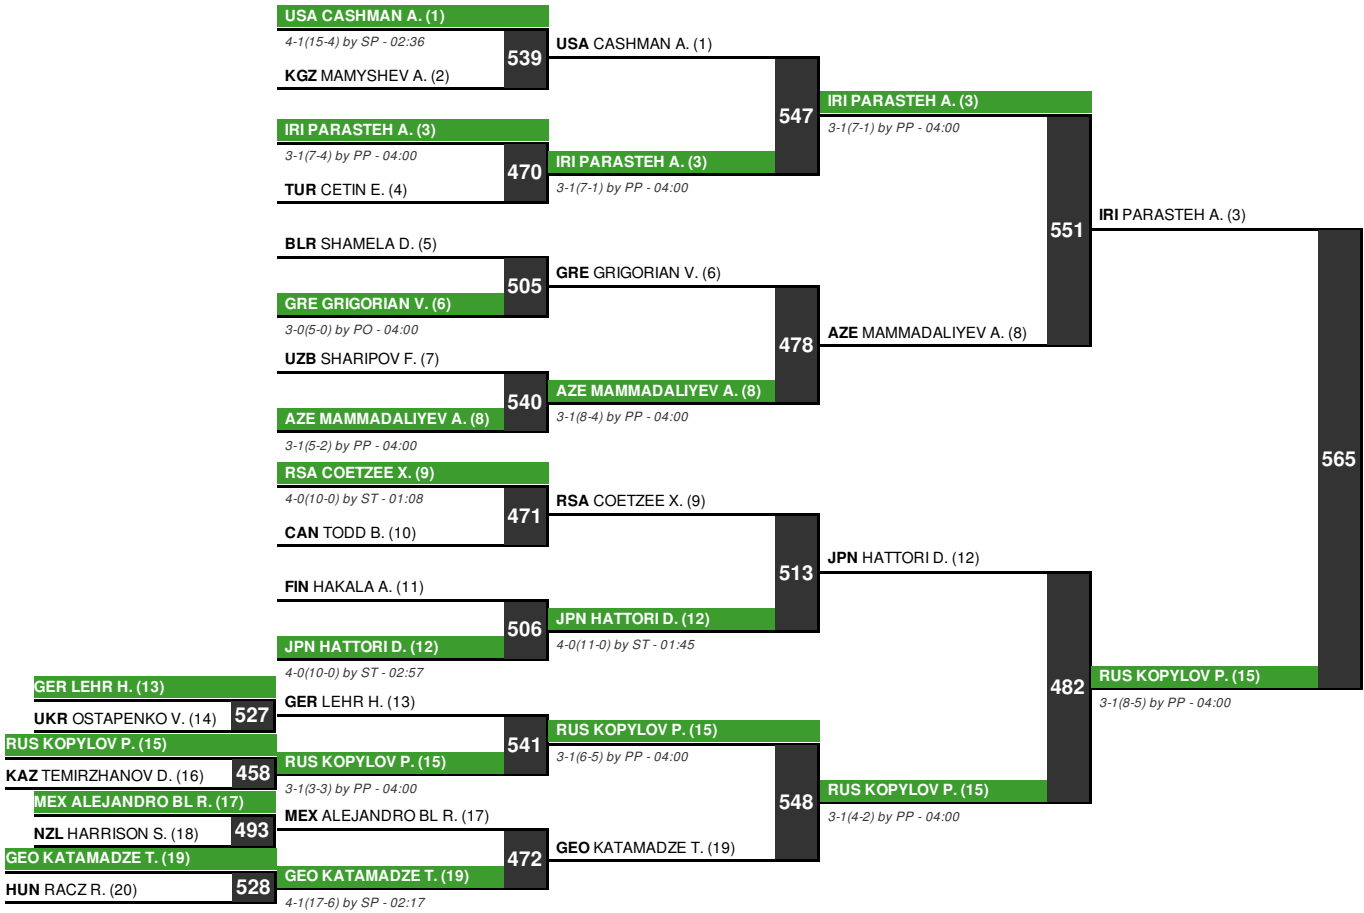 USA CASHMAN A. (1)
4-1(15-4) by SP - 02:36
539
KGZ MAMYSHEV A. (2)
IRI PARASTEH A. (3)
3-1(7-4) by PP - 04:00
470
TUR CETIN E. (4)
BLR SHAMELA D. (5)
505
GRE GRIGORIAN V. (6)
3-0(5-0) by PO - 04:00
UZB SHARIPOV F. (7)
540
AZE MAMMADALIYEV A. (8)
3-1(5-2) by PP - 04:00
RSA COETZEE X. (9)
4-0(10-0) by ST - 01:08
471
CAN TODD B. (10)
FIN HAKALA A. (11)
506
JPN HATTORI D. (12)
4-0(10-0) by ST - 02:57
GER LEHR H. (13)
UKR OSTAPENKO V. (14)
527
RUS KOPYLOV P. (15)
KAZ TEMIRZHANOV D. (16)
458
MEX ALEJANDRO BL R. (17)
NZL HARRISON S. (18)
493
GEO KATAMADZE T. (19)
HUN RACZ R. (20)
528
GER LEHR H. (13)
541
RUS KOPYLOV P. (15)
3-1(3-3) by PP - 04:00
MEX ALEJANDRO BL R. (17)
472
GEO KATAMADZE T. (19)
4-1(17-6) by SP - 02:17
USA CASHMAN A. (1)
547
IRI PARASTEH A. (3)
3-1(7-1) by PP - 04:00
GRE GRIGORIAN V. (6)
478
AZE MAMMADALIYEV A. (8)
3-1(8-4) by PP - 04:00
RSA COETZEE X. (9)
513
JPN HATTORI D. (12)
4-0(11-0) by ST - 01:45
RUS KOPYLOV P. (15)
3-1(6-5) by PP - 04:00
548
GEO KATAMADZE T. (19)
IRI PARASTEH A. (3)
3-1(7-1) by PP - 04:00
551
AZE MAMMADALIYEV A. (8)
JPN HATTORI D. (12)
482
RUS KOPYLOV P. (15)
3-1(4-2) by PP - 04:00
IRI PARASTEH A. (3)
565
RUS KOPYLOV P. (15)
3-1(8-5) by PP - 04:00